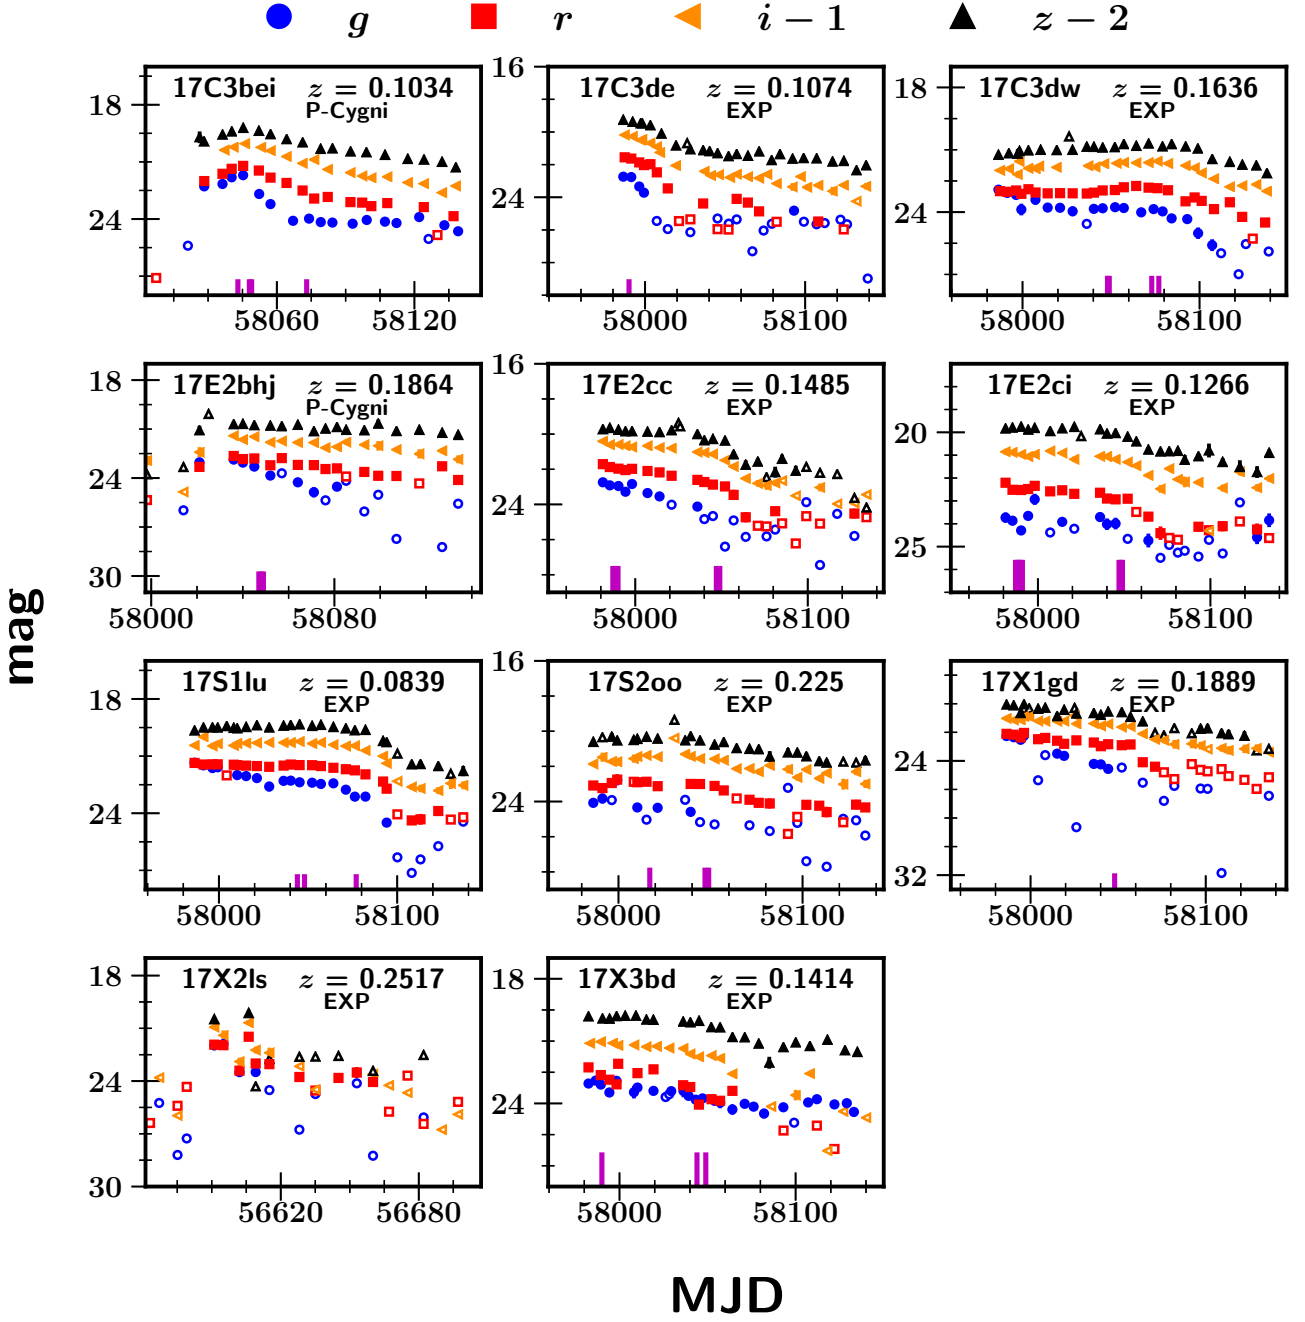 g r i − 1 z − 2
17C3bei z = 0.1034
P-Cygni
18
24
58060 58120
17C3de z = 0.1074
EXP
16
24
58000 58100
17C3dw z = 0.1636
EXP
18
24
58000 58100
17E2bhj z = 0.1864
P-Cygni
18
24
30
58000 58080
17E2cc z = 0.1485
EXP
16
24
58000 58100
17E2ci z = 0.1266
EXP
20
25
58000 58100
mag
17S1lu z = 0.0839
EXP
18
24
58000 58100
17S2oo z = 0.225
EXP
16
24
58000 58100
17X1gd z = 0.1889
EXP
24
32
58000 58100
17X2ls z = 0.2517
EXP
18
24
30
56620 56680
17X3bd z = 0.1414
EXP
18
24
58000 58100
MJD